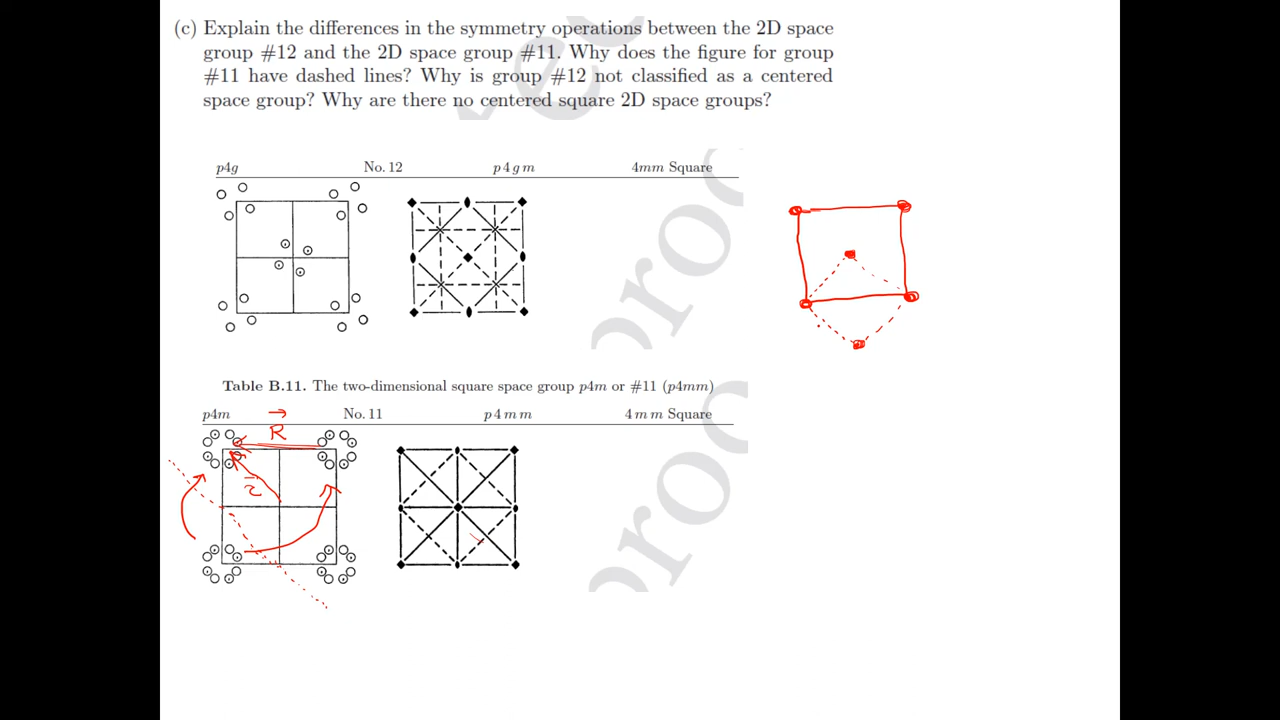 (c) Explain the differences in the symmetry operations between the 2D space
group #12 and the 2D space group #11. Why does the figure for group
#11 have dashed lines? Why is group #12 not classified as a centered
space group? Why are there no centered square 2D space groups?
p4g No. 12 p 4 g m 4mm Square
Table B.11. The two-dimensional square space group p4m or #11 (p4mm)
p4m No. 11 p 4 m m 4 m m Square
R